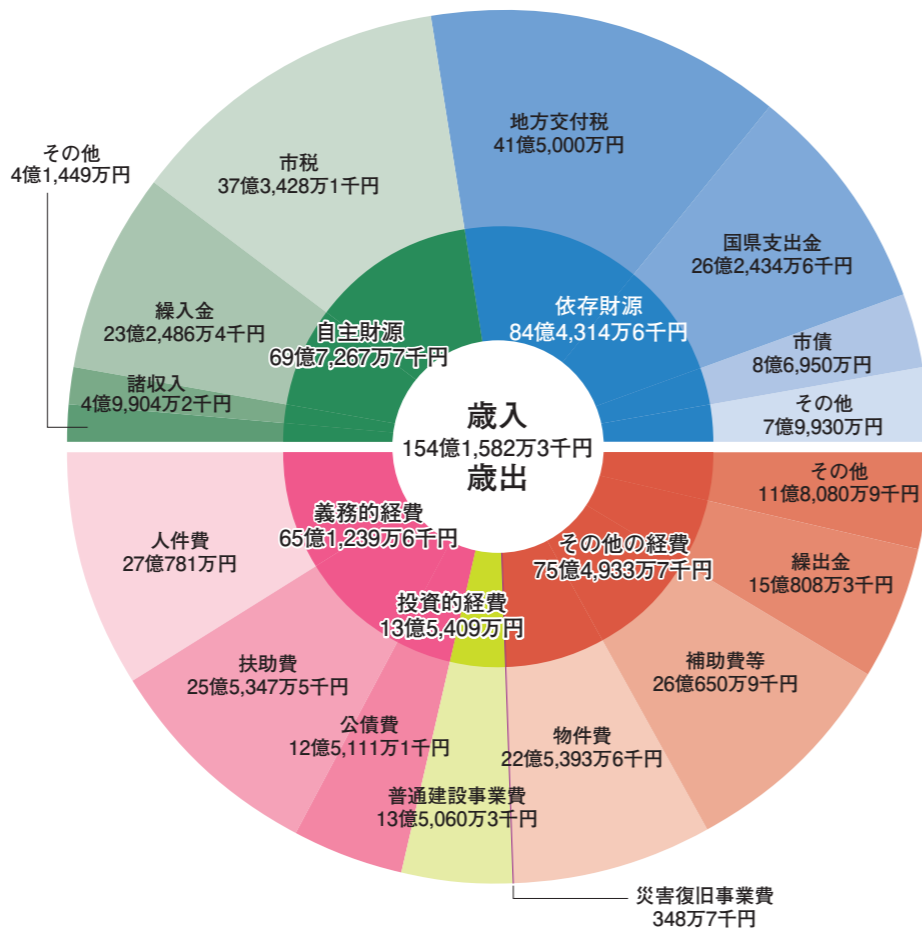 その他
4億1,449万円
市税
37億3,428万1千円
地方交付税
41億5,000万円
国県支出金
26億2,434万6千円
繰入金
23億2,486万4千円
自主財源
69億7,267万7千円
依存財源
84億4,314万6千円
市債
8億6,950万円
諸収入
4億9,904万2千円
その他
7億9,930万円
歳入
154億1,582万3千円
歳出
その他
11億8,080万9千円
義務的経費
65億1,239万6千円
人件費
27億781万円
その他の経費
75億4,933万7千円
繰出金
15億808万3千円
投資的経費
13億5,409万円
扶助費
25億5,347万5千円
補助費等
26億650万9千円
公債費
12億5,111万1千円
物件費
22億5,393万6千円
普通建設事業費
13億5,060万3千円
災害復旧事業費
348万7千円